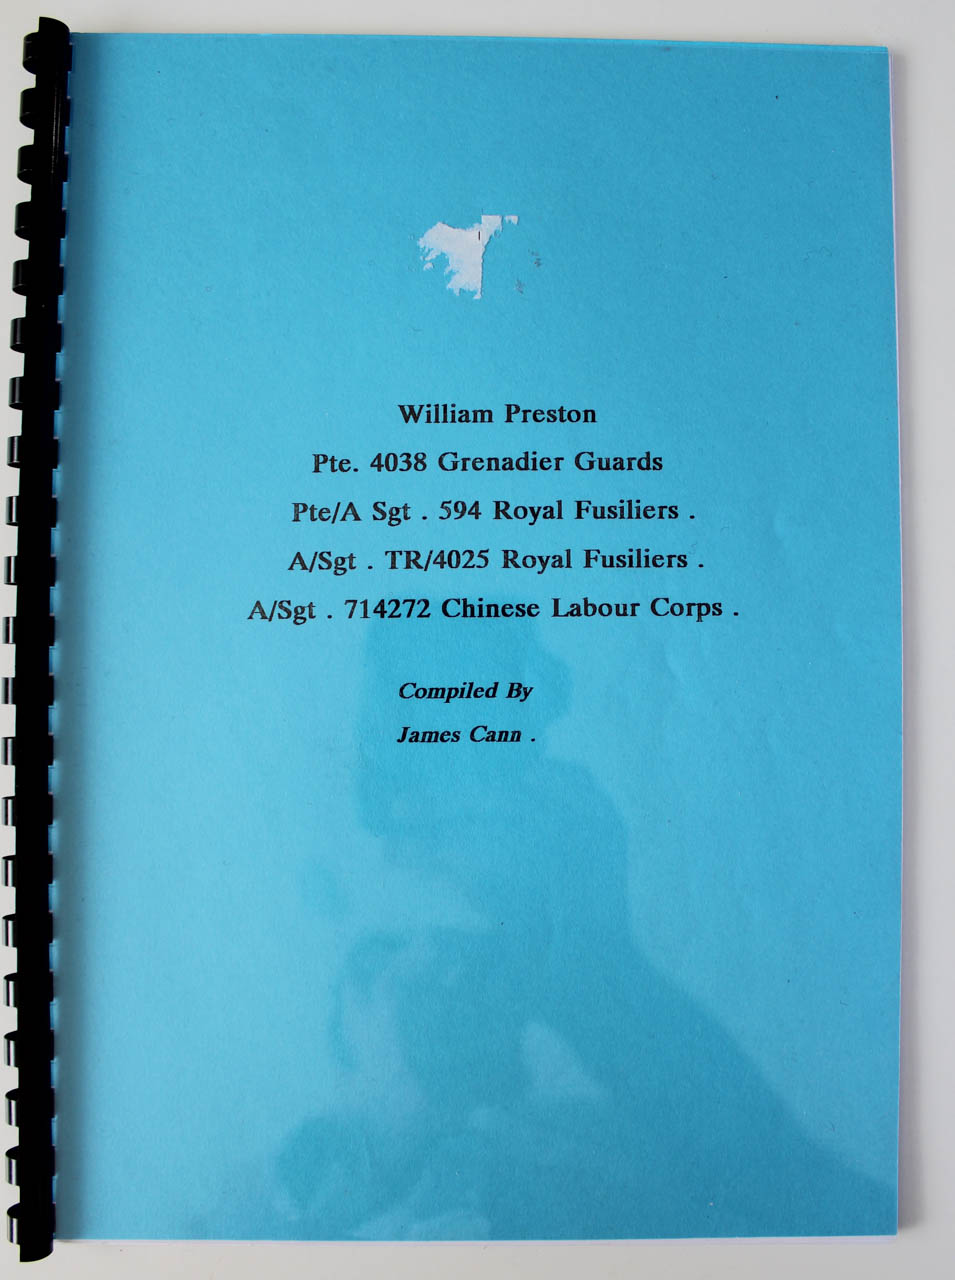 William Preston
Pte. 4038 Grenadier Guards
Pte/A Sgt . 594 Royal Fusiliers .
A/Sgt . TR/4025 Royal Fusiliers .
A/Sgt . 714272 Chinese Labour Corps .
Compiled By
James Cann .